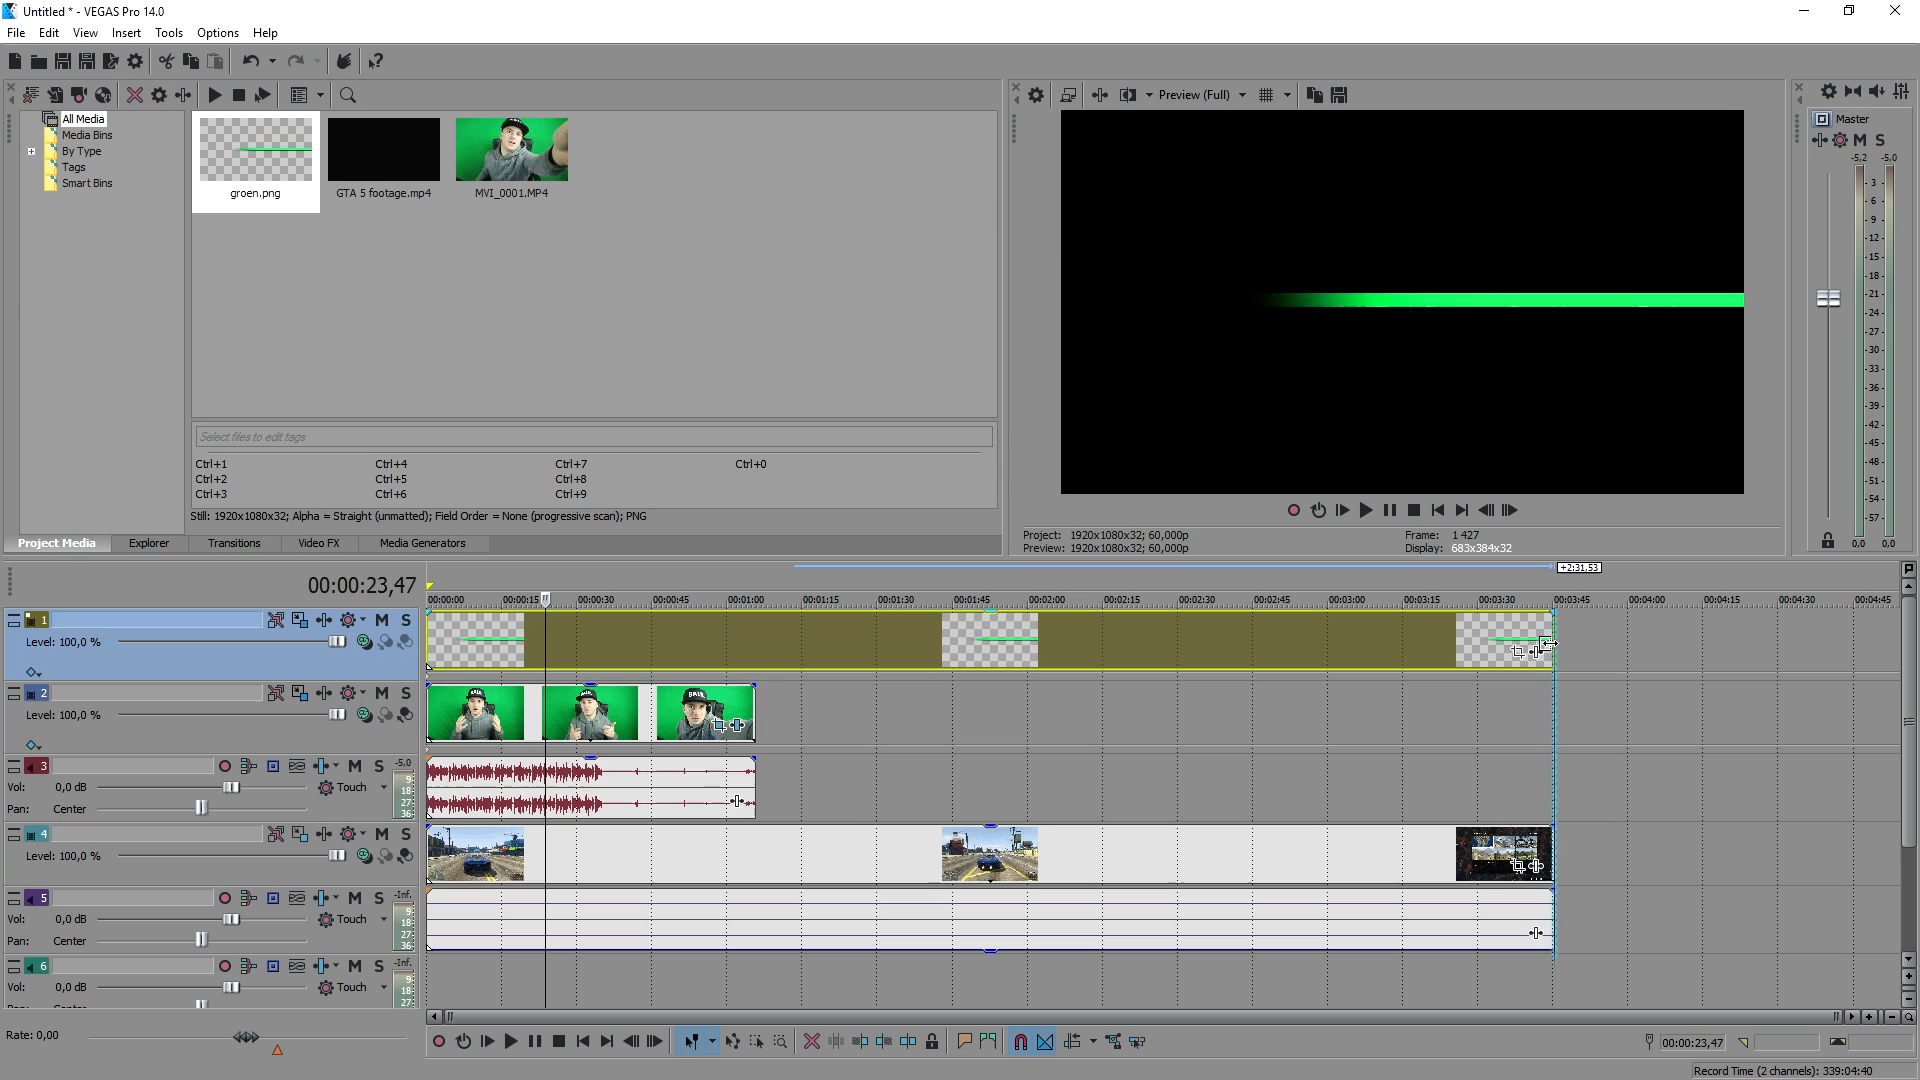 Untitled * - VEGAS Pro 14.0
File Edit View Insert Tools Options Help
Preview (Full)
All Media
Media Bins
By Type
Tags
Smart Bins
groen.png
GTA 5 footage.mp4
MVI_0001.MP4
Master
-5,2 -5,0
- 3 -
- 6 -
- 9 -
-12-
-15-
-18-
-21-
-24-
-27-
-30-
-33-
-36-
-39-
-42-
-45-
-48-
-51-
-54-
-57-
0,0 0,0
Select files to edit tags
Ctrl+1 Ctrl+4 Ctrl+7 Ctrl+0
Ctrl+2 Ctrl+5 Ctrl+8
Ctrl+3 Ctrl+6 Ctrl+9
Still: 1920x1080x32; Alpha = Straight (unmatted); Field Order = None (progressive scan); PNG
Project Media Explorer Transitions Video FX Media Generators
Project: 1920x1080x32; 60,000p Frame: 1 427
Preview: 1920x1080x32; 60,000p Display: 683x384x32
+2:31,53
00:00:23,47
00:00:00 00:00:15 00:00:30 00:00:45 00:01:00 00:01:15 00:01:30 00:01:45 00:02:00 00:02:15 00:02:30 00:02:45 00:03:00 00:03:15 00:03:30 00:03:45 00:04:00 00:04:15 00:04:30 00:04:45
1 M S
Level: 100,0 %
2 M S
Level: 100,0 %
3 M S -5.0
Vol: 0,0 dB Touch
Pan: Center
9
18
27
36
4 M S
Level: 100,0 %
5 M S -Inf.
Vol: 0,0 dB Touch
Pan: Center
9
18
27
36
6 M S -Inf.
Vol: 0,0 dB Touch
9
18
27
Rate: 0,00
00:00:23,47
Record Time (2 channels): 339:04:40